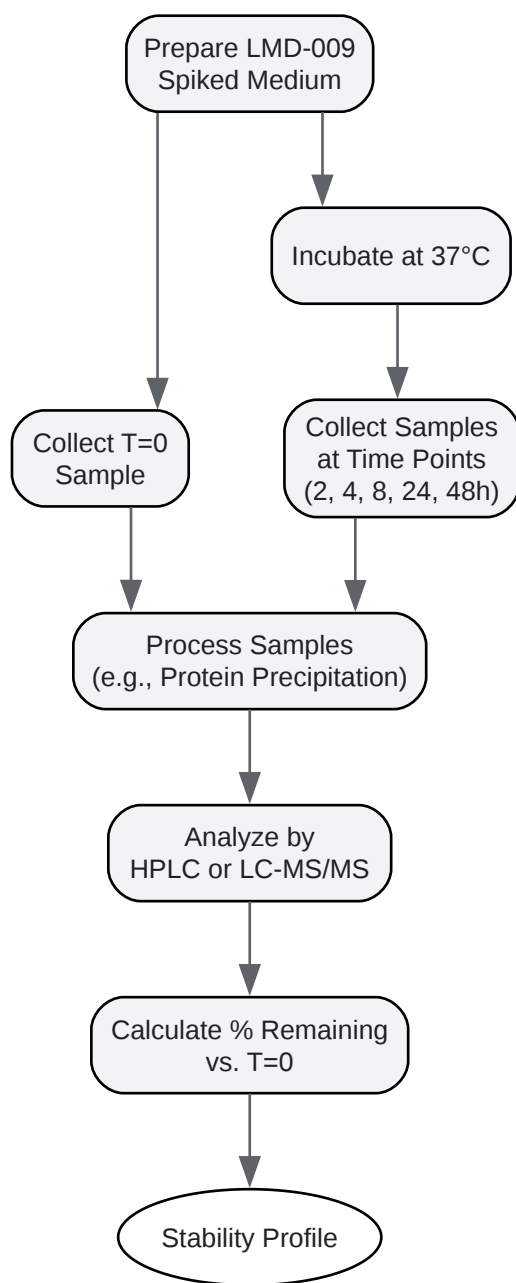 Prepare LMD-009
Spiked Medium
Incubate at 37°C
Collect T=0
Sample
Collect Samples
at Time Points
(2, 4, 8, 24, 48h)
Process Samples
(e.g., Protein Precipitation)
Analyze by
HPLC or LC-MS/MS
Calculate % Remaining
vs. T=0
Stability Profile